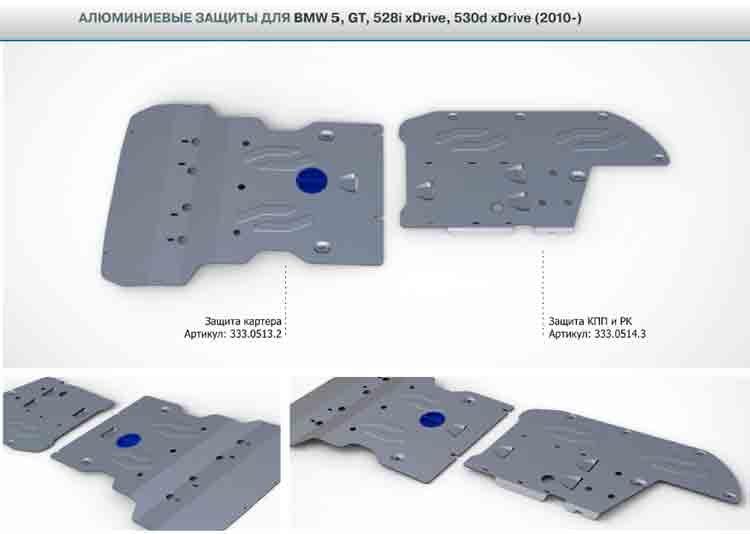 АЛЮМИНИЕВЫЕ ЗАЩИТЫ ДЛЯ BMW 5, GT, 528i xDrive, 530d xDrive (2010-)
Защита картера
Артикул: 333.0513.2
Защита КПП и РК
Артикул: 333.0514.3